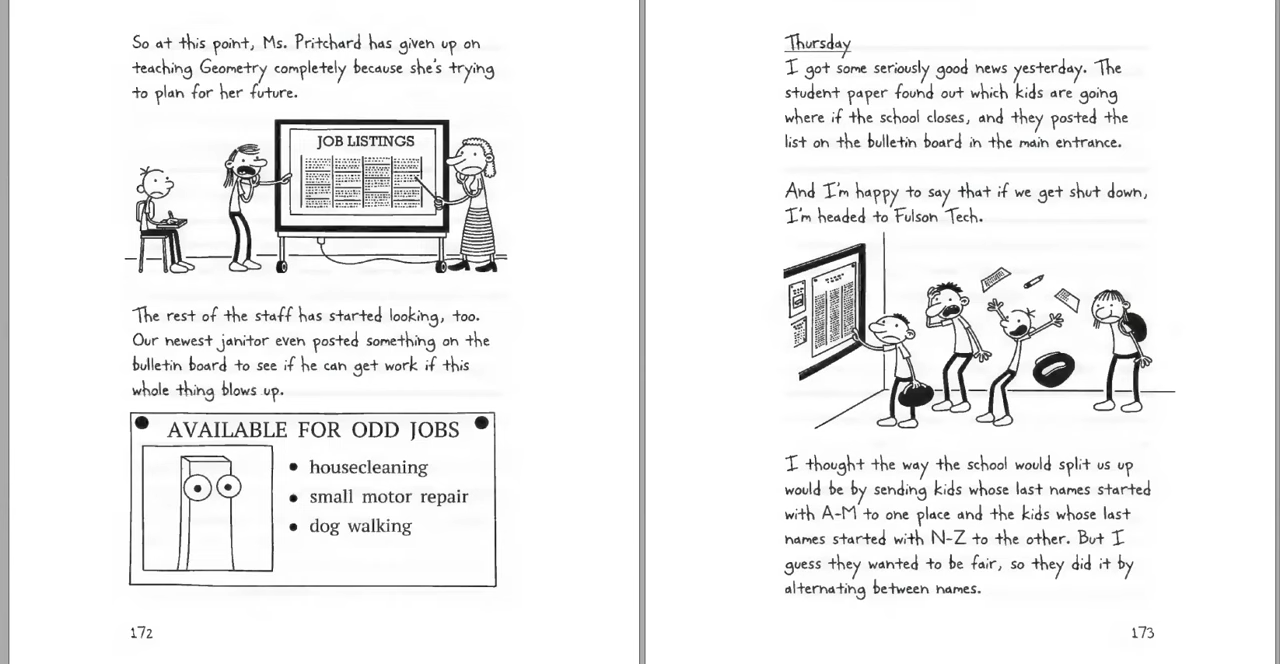 So at this point, Ms. Pritchard has given up on
teaching Geometry completely because she's trying
to plan for her future.
JOB LISTINGS
The rest of the staff has started looking, too.
Our newest janitor even posted something on the
bulletin board to see if he can get work if this
whole thing blows up.
AVAILABLE FOR ODD JOBS
• housecleaning
• small motor repair
• dog walking
172
Thursday
I got some seriously good news yesterday. The
student paper found out which kids are going
where if the school closes, and they posted the
list on the bulletin board in the main entrance.
And I'm happy to say that if we get shut down,
I'm headed to Fulson Tech.
I thought the way the school would split us up
would be by sending kids whose last names started
with A-M to one place and the kids whose last
names started with N-Z to the other. But I
guess they wanted to be fair, so they did it by
alternating between names.
173